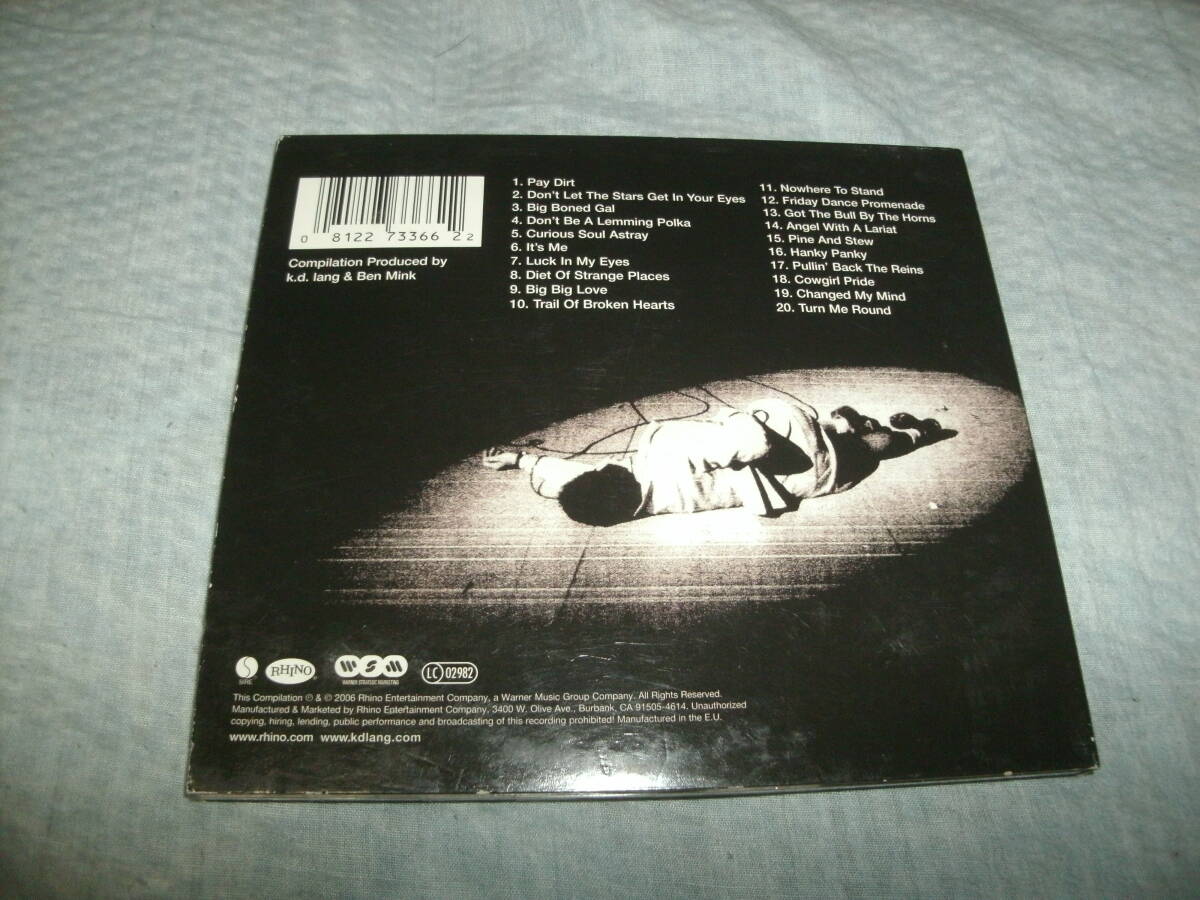 0 81227 33662 2
Compilation Produced by
k.d. lang & Ben Mink
1. Pay Dirt
2. Don't Let The Stars Get In Your Eyes
3. Big Boned Gal
4. Don't Be A Lemming Polka
5. Curious Soul Astray
6. It's Me
7. Luck In My Eyes
8. Diet Of Strange Places
9. Big Big Love
10. Trail Of Broken Hearts
11. Nowhere To Stand
12. Friday Dance Promenade
13. Got The Bull By The Horns
14. Angel With A Lariat
15. Pine And Stew
16. Hanky Panky
17. Pullin' Back The Reins
18. Cowgirl Pride
19. Changed My Mind
20. Turn Me Round
SIRE
RHINO
WSM
WARNER STRATEGIC MARKETING
LC 02982
This Compilation ℗ & © 2006 Rhino Entertainment Company, a Warner Music Group Company. All Rights Reserved.
Manufactured & Marketed by Rhino Entertainment Company. 3400 W. Olive Ave., Burbank, CA 91505-4614. Unauthorized
copying, hiring, lending, public performance and broadcasting of this recording prohibited! Manufactured in the E.U.
www.rhino.com www.kdlang.com